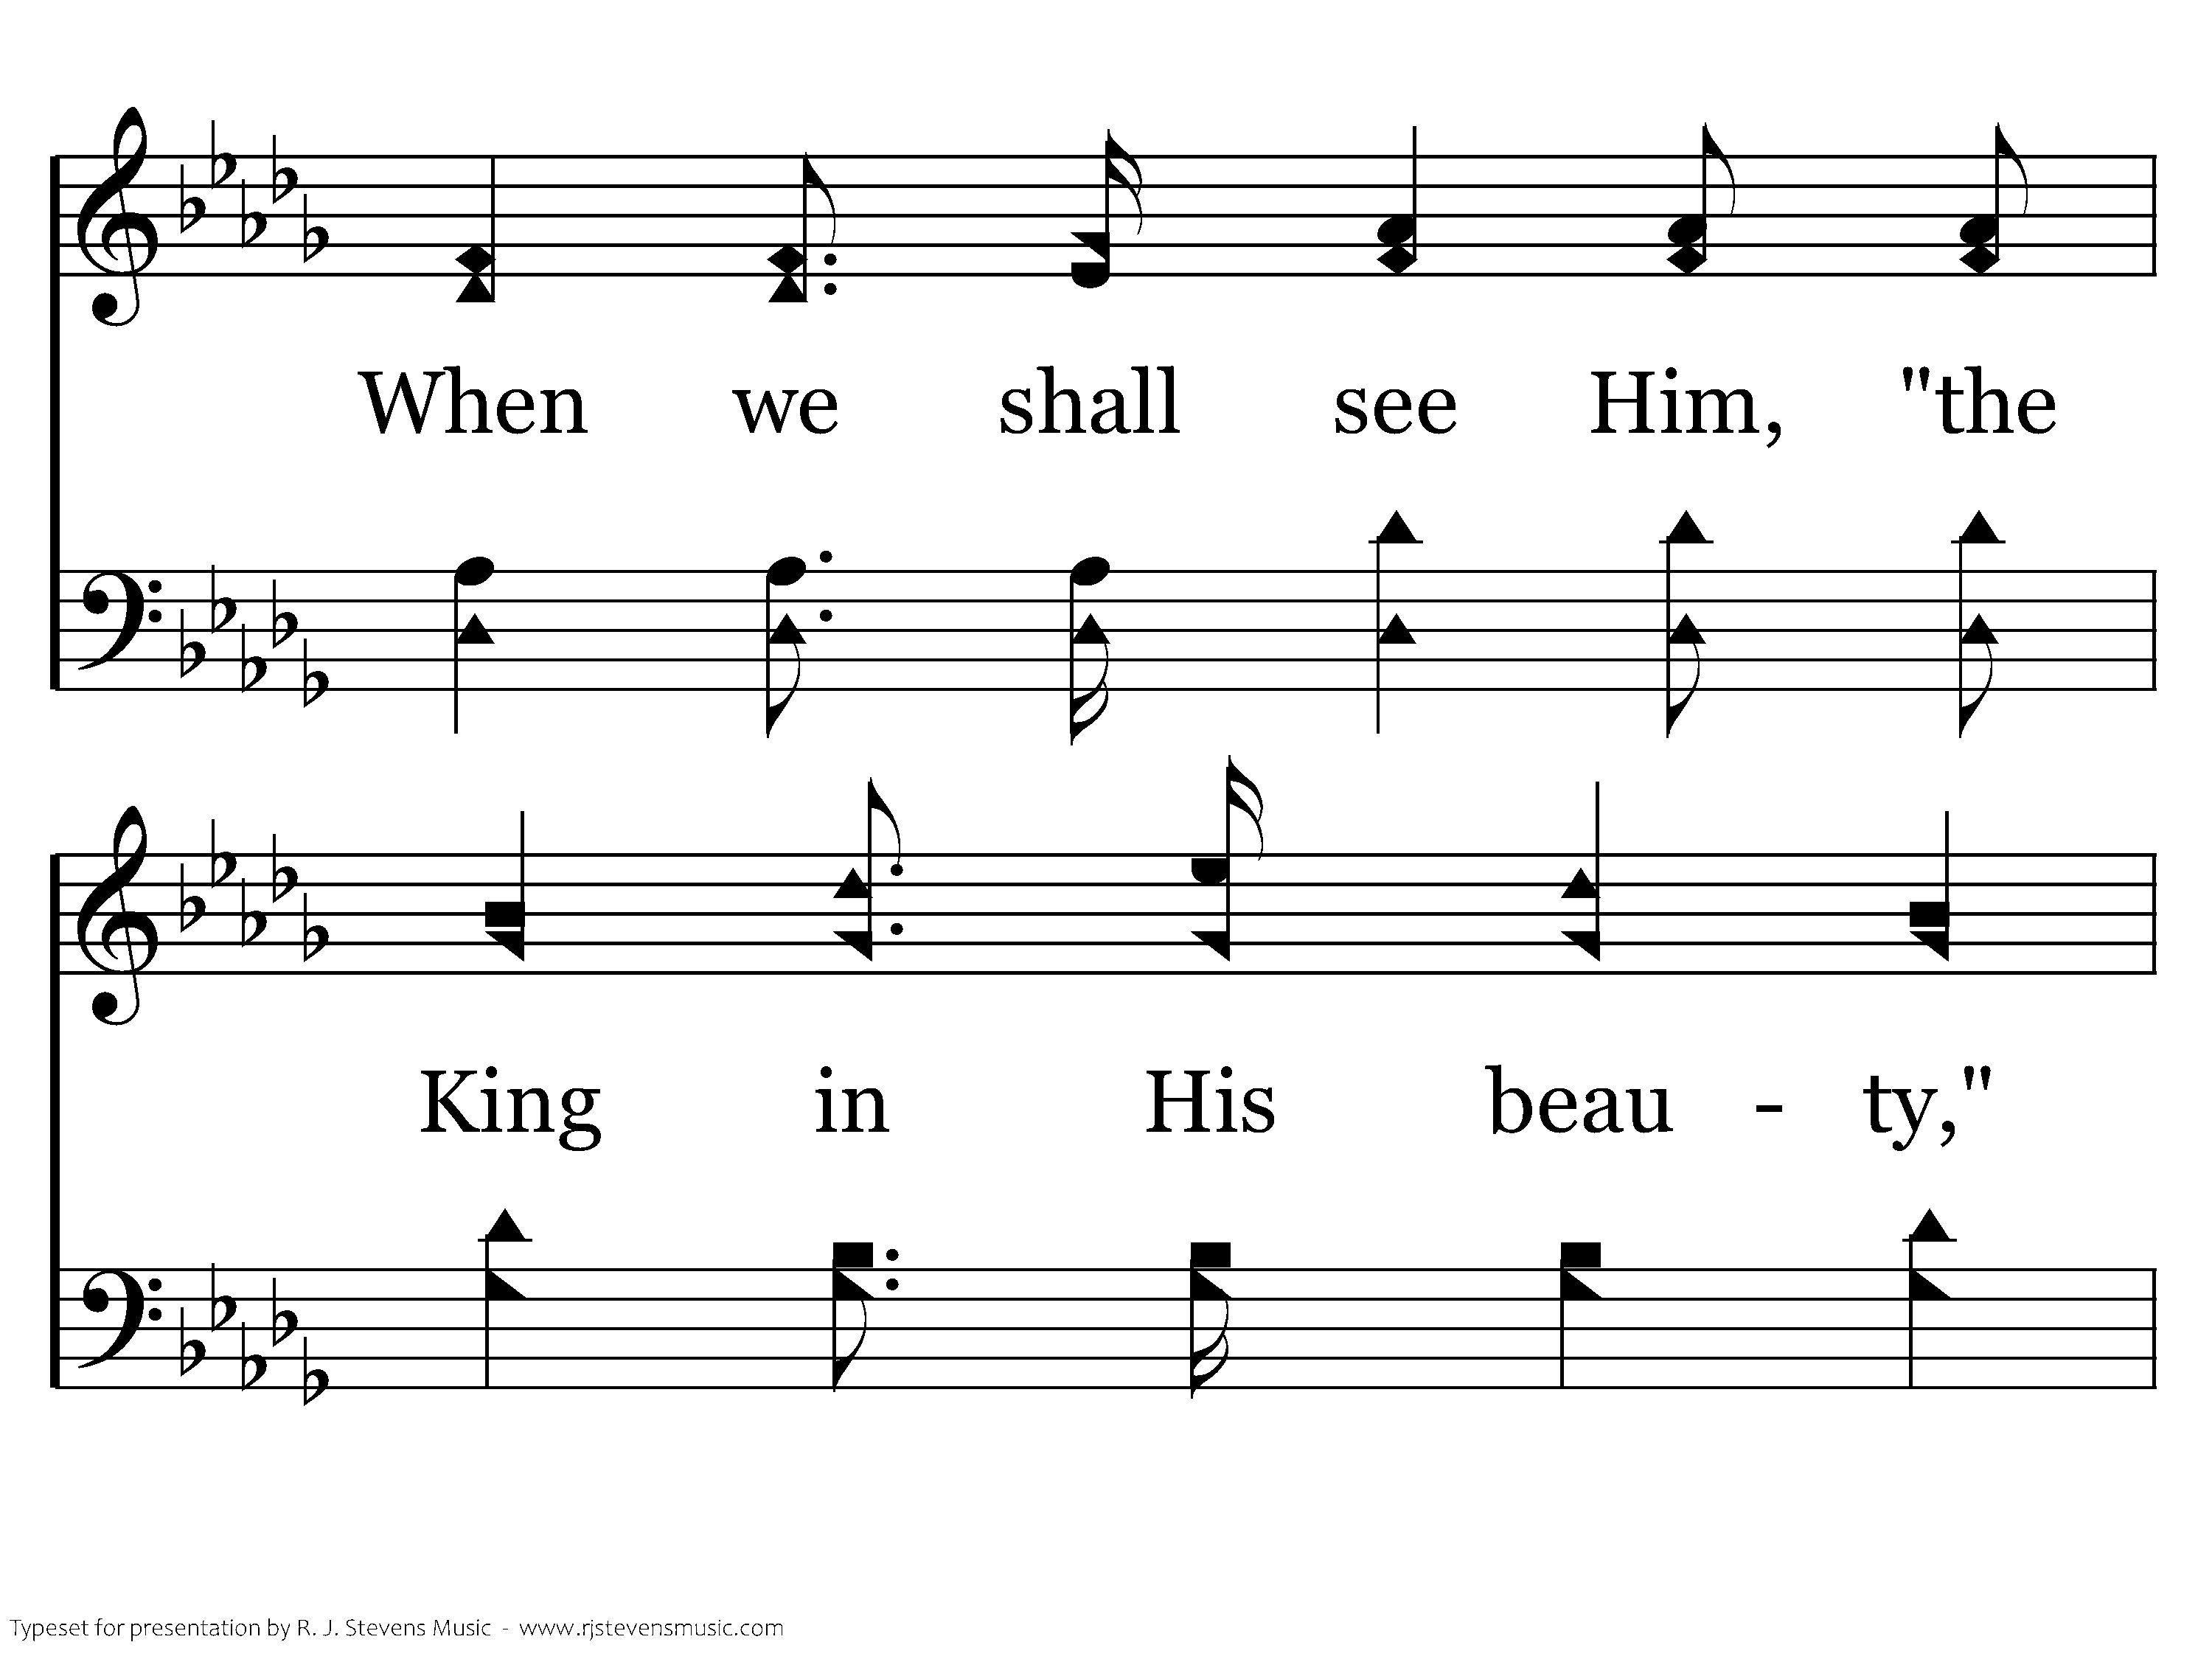 When we shall see Him, "the
King in His beau - ty,"
Typeset for presentation by R. J. Stevens Music - www.rjstevensmusic.com